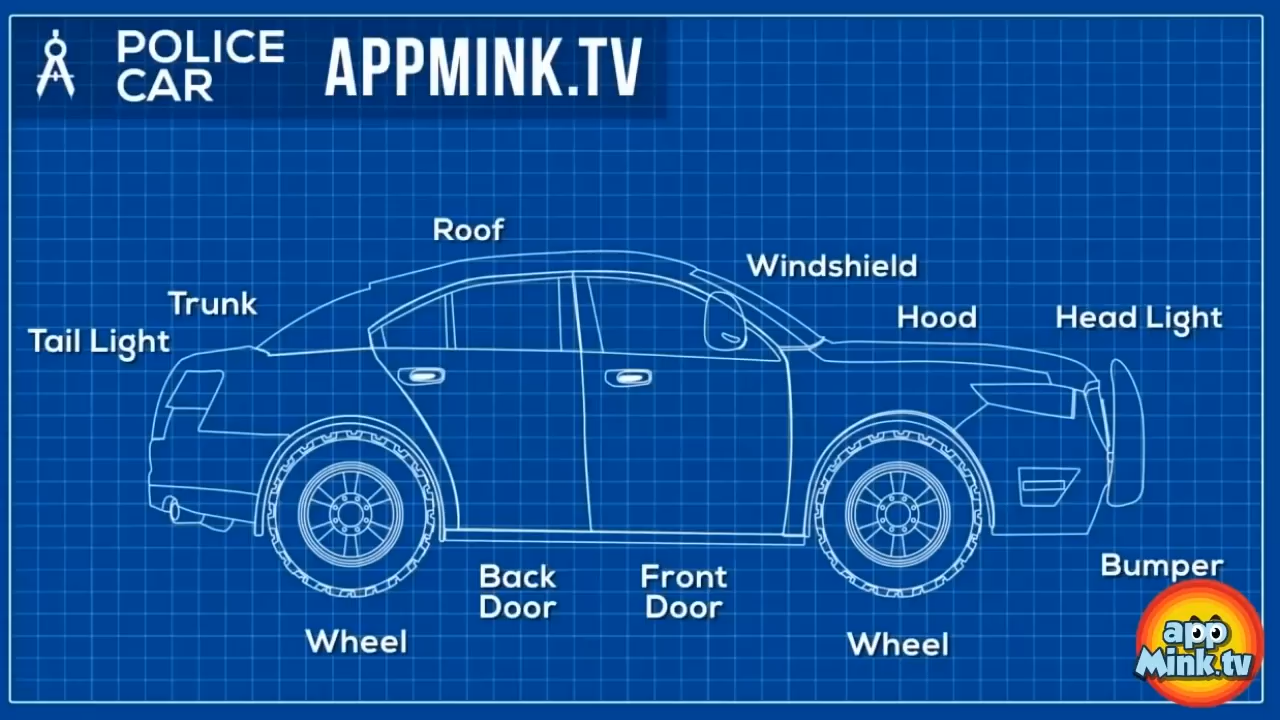 POLICE
CAR
APPMINK.TV
Roof
Windshield
Trunk
Hood
Head Light
Tail Light
Back
Door
Front
Door
Bumper
Wheel
Wheel
app
Mink.tv